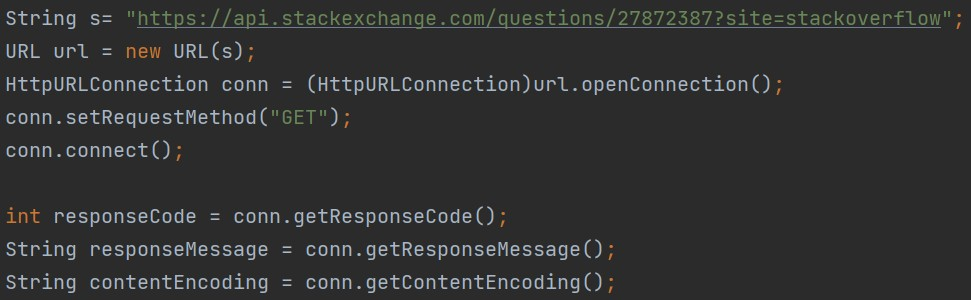 String s= "https://api.stackexchange.com/questions/27872387?site=stackoverflow";
URL url = new URL(s);
HttpURLConnection conn = (HttpURLConnection)url.openConnection();
conn.setRequestMethod("GET");
conn.connect();
int responseCode = conn.getResponseCode();
String responseMessage = conn.getResponseMessage();
String contentEncoding = conn.getContentEncoding();